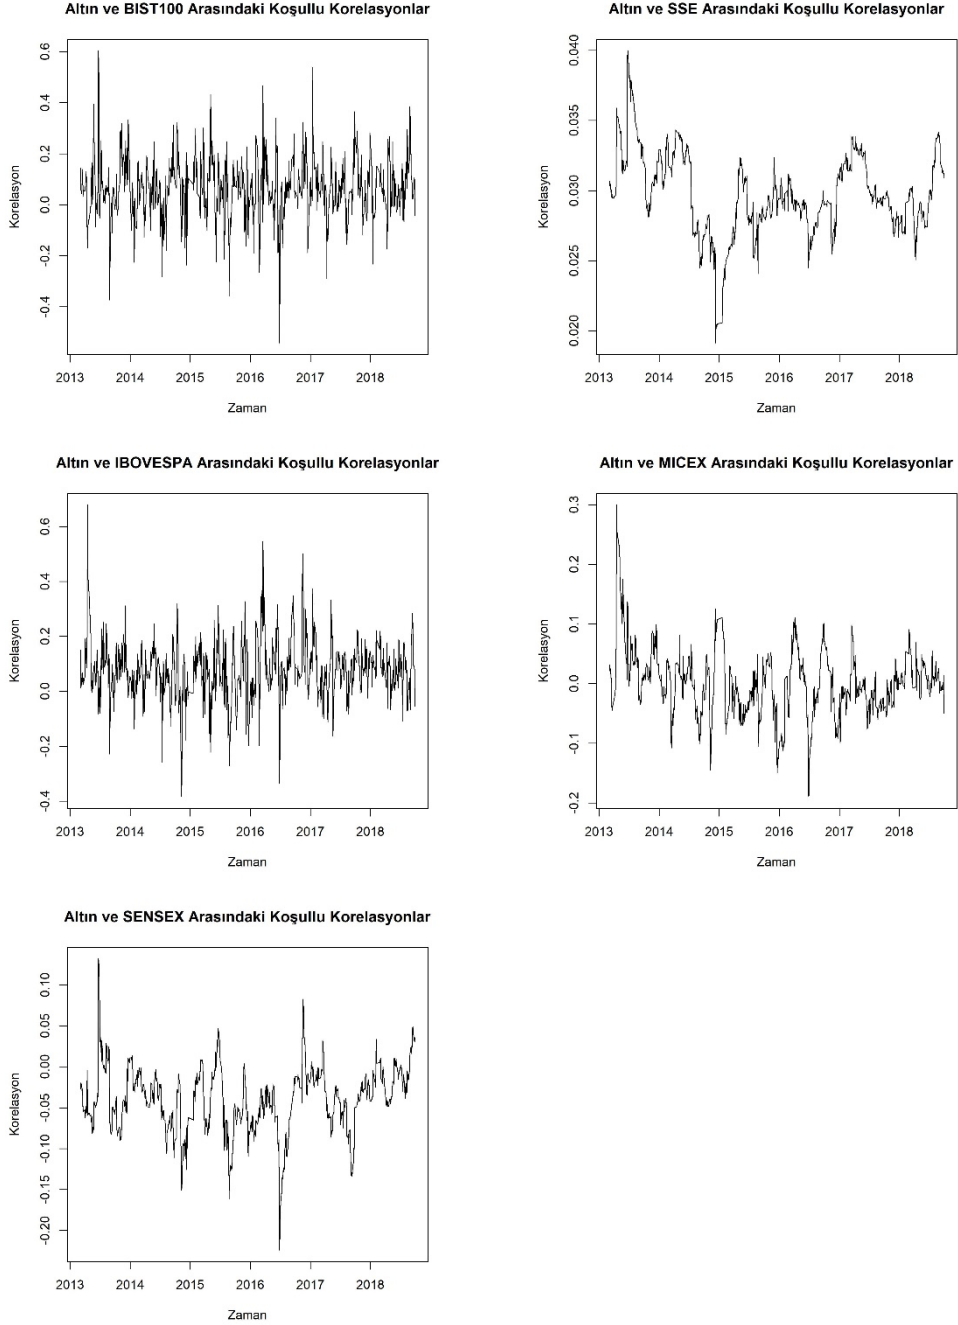 Altın ve BIST100 Arasındaki Koşullu Korelasyonlar
Korelasyon
0.6
0.4
0.2
0.0
-0.2
-0.4
2013 2014 2015 2016 2017 2018
Zaman
Altın ve SSE Arasındaki Koşullu Korelasyonlar
Korelasyon
0.040
0.035
0.030
0.025
0.020
2013 2014 2015 2016 2017 2018
Zaman
Altın ve IBOVESPA Arasındaki Koşullu Korelasyonlar
Korelasyon
0.6
0.4
0.2
0.0
-0.2
-0.4
2013 2014 2015 2016 2017 2018
Zaman
Altın ve MICEX Arasındaki Koşullu Korelasyonlar
Korelasyon
0.3
0.2
0.1
0.0
-0.1
-0.2
2013 2014 2015 2016 2017 2018
Zaman
Altın ve SENSEX Arasındaki Koşullu Korelasyonlar
Korelasyon
0.10
0.05
0.00
-0.05
-0.10
-0.15
-0.20
2013 2014 2015 2016 2017 2018
Zaman